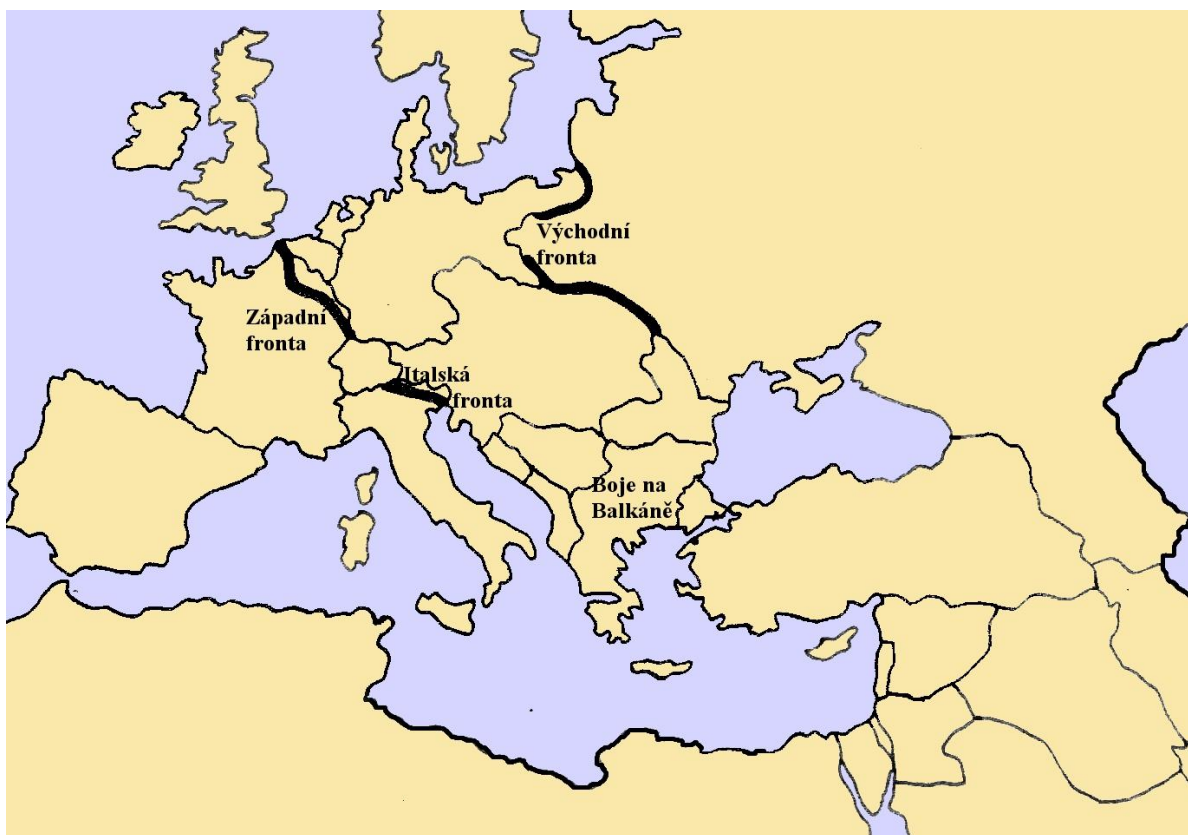 Východní
fronta
Západní
fronta
Italská
fronta
Boje na
Balkáně